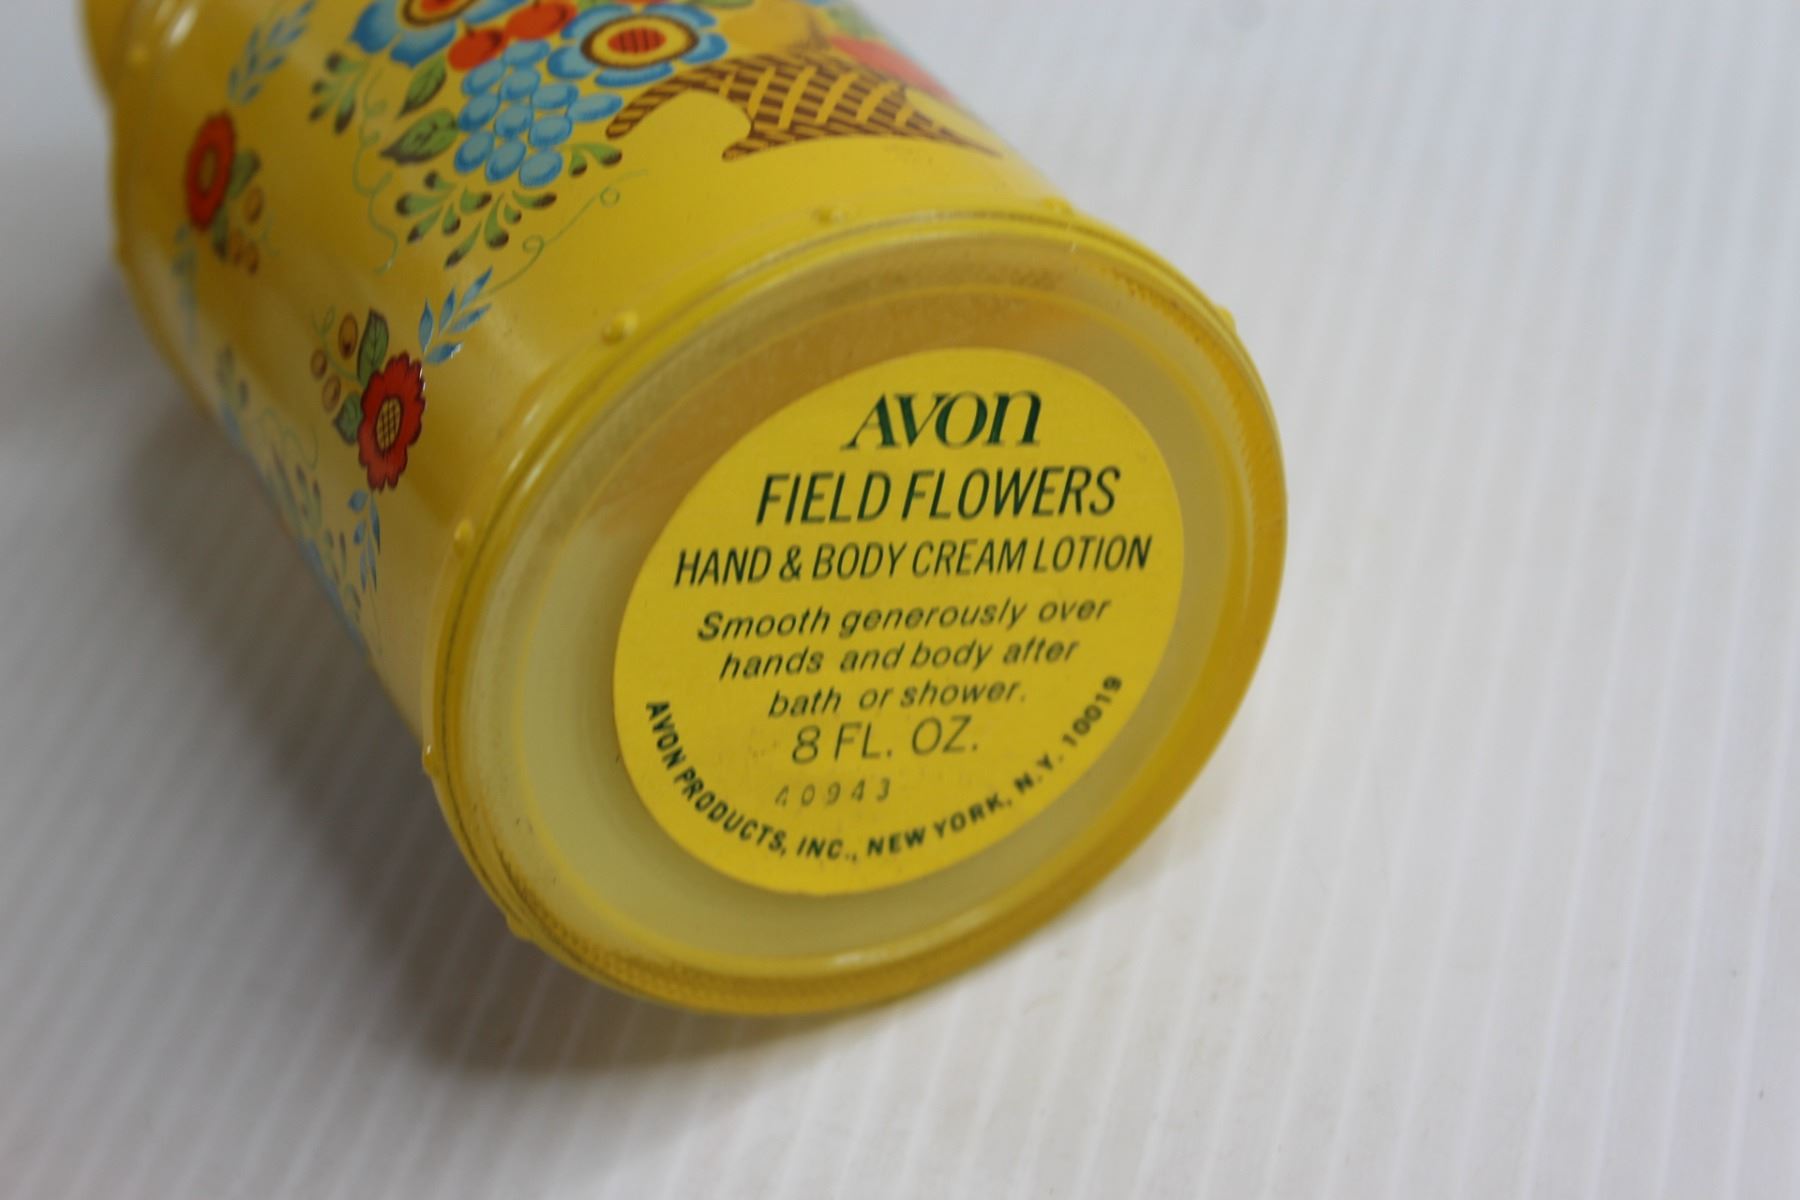 AVON
FIELD FLOWERS
HAND & BODY CREAM LOTION
Smooth generously over
hands and body after
bath or shower.
8 FL. OZ.
40943
AVON PRODUCTS, INC., NEW YORK, N.Y. 10019